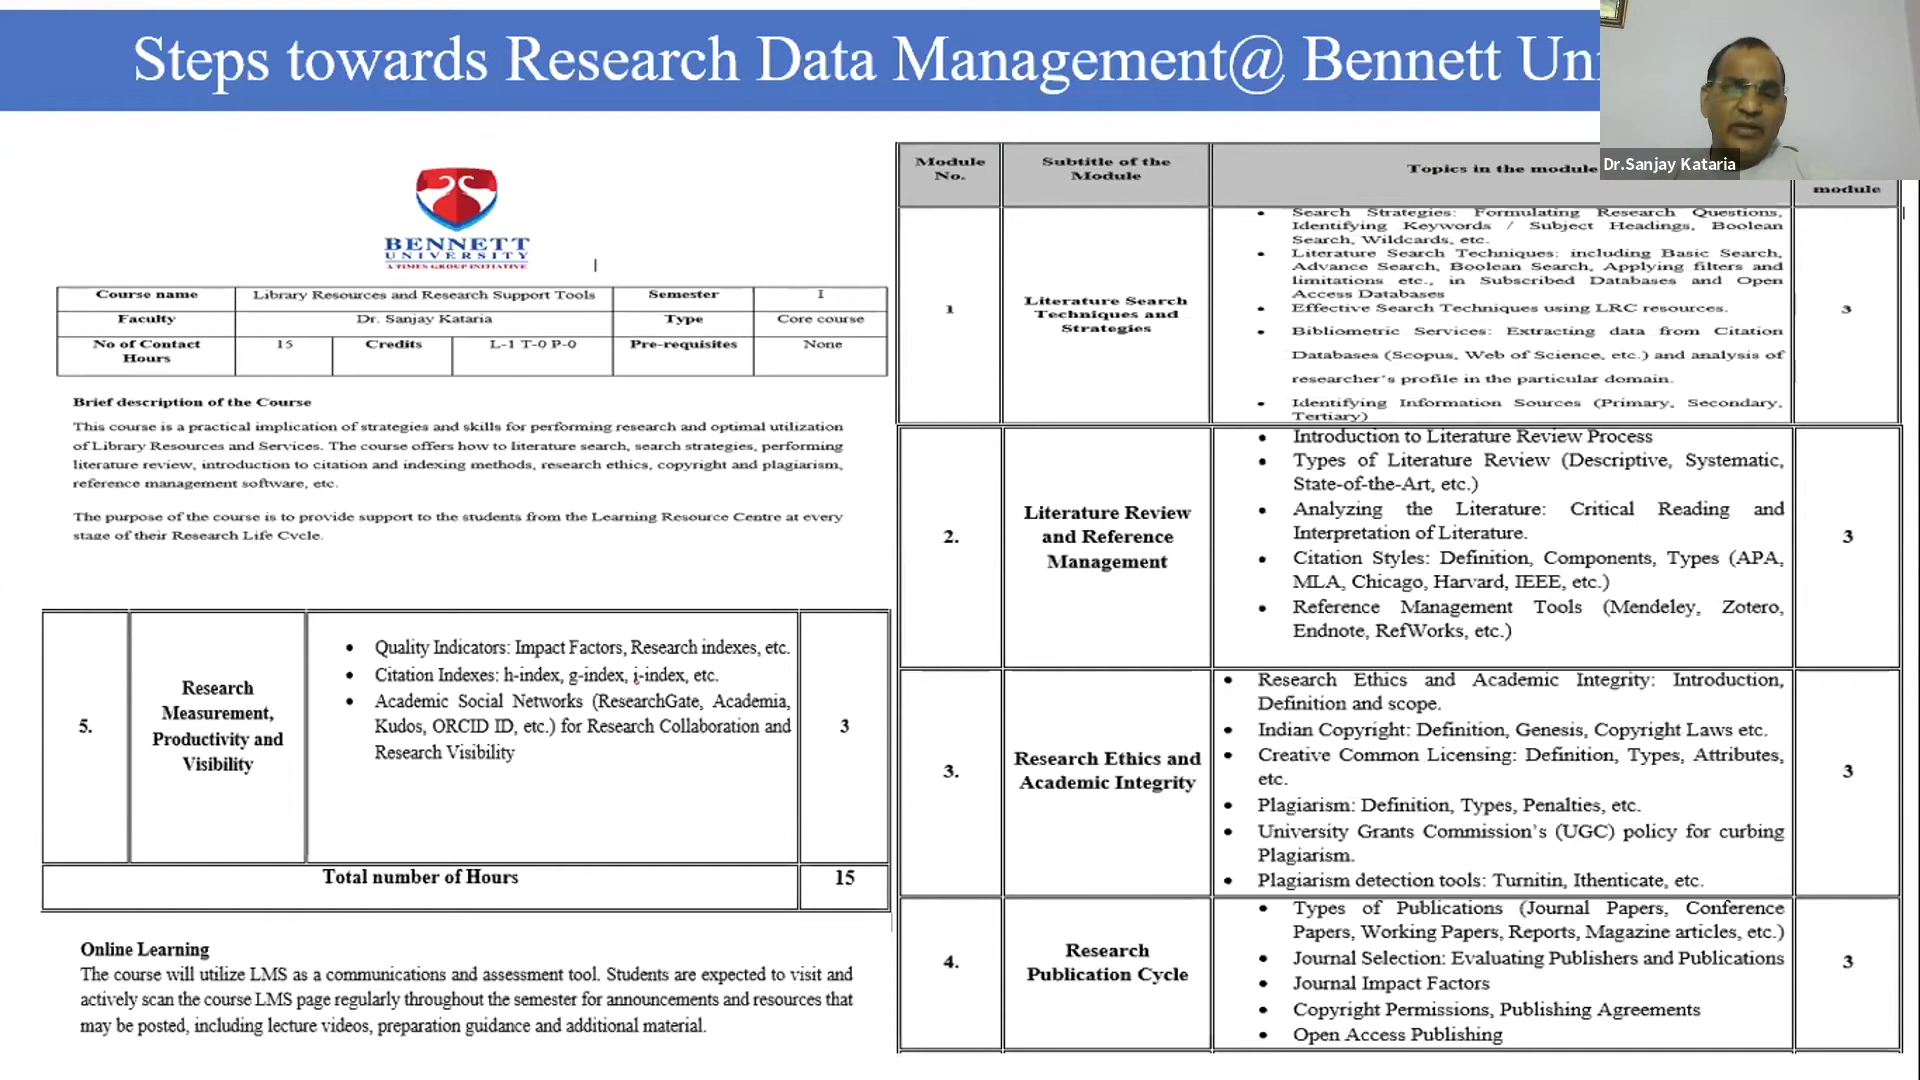 Steps towards Research Data Management@ Bennett Uni
Dr.Sanjay Kataria
BENNETT
UNIVERSITY
A TIMES GROUP INITIATIVE
Course name Library Resources and Research Support Tools Semester I
Faculty Dr. Sanjay Kataria Type Core course
No of Contact 15 Credits L-1 T-0 P-0 Pre-requisites None
Hours
Brief description of the Course
This course is a practical implication of strategies and skills for performing research and optimal utilization
of Library Resources and Services. The course offers how to literature search, search strategies, performing
literature review, introduction to citation and indexing methods, research ethics, copyright and plagiarism,
reference management software, etc.
The purpose of the course is to provide support to the students from the Learning Resource Centre at every
stage of their Research Life Cycle.
5.
Research
Measurement,
Productivity and
Visibility
• Quality Indicators: Impact Factors, Research indexes, etc.
• Citation Indexes: h-index, g-index, i-index, etc.
• Academic Social Networks (ResearchGate, Academia,
Kudos, ORCID ID, etc.) for Research Collaboration and
Research Visibility
3
Total number of Hours 15
Online Learning
The course will utilize LMS as a communications and assessment tool. Students are expected to visit and
actively scan the course LMS page regularly throughout the semester for announcements and resources that
may be posted, including lecture videos, preparation guidance and additional material.
Module
No.
Subtitle of the
Module
Topics in the module
module
1
Literature Search
Techniques and
Strategies
• Search Strategies: Formulating Research Questions,
Identifying Keywords / Subject Headings, Boolean
Search, Wildcards, etc.
• Literature Search Techniques: including Basic Search,
Advance Search, Boolean Search, Applying filters and
limitations etc., in Subscribed Databases and Open
Access Databases
• Effective Search Techniques using LRC resources.
• Bibliometric Services: Extracting data from Citation
Databases (Scopus, Web of Science, etc.) and analysis of
researcher's profile in the particular domain.
• Identifying Information Sources (Primary, Secondary,
Tertiary)
3
2.
Literature Review
and Reference
Management
• Introduction to Literature Review Process
• Types of Literature Review (Descriptive, Systematic,
State-of-the-Art, etc.)
• Analyzing the Literature: Critical Reading and
Interpretation of Literature.
• Citation Styles: Definition, Components, Types (APA,
MLA, Chicago, Harvard, IEEE, etc.)
• Reference Management Tools (Mendeley, Zotero,
Endnote, RefWorks, etc.)
3
3.
Research Ethics and
Academic Integrity
• Research Ethics and Academic Integrity: Introduction,
Definition and scope.
• Indian Copyright: Definition, Genesis, Copyright Laws etc.
• Creative Common Licensing: Definition, Types, Attributes,
etc.
• Plagiarism: Definition, Types, Penalties, etc.
• University Grants Commission's (UGC) policy for curbing
Plagiarism.
• Plagiarism detection tools: Turnitin, Ithenticate, etc.
3
4.
Research
Publication Cycle
• Types of Publications (Journal Papers, Conference
Papers, Working Papers, Reports, Magazine articles, etc.)
• Journal Selection: Evaluating Publishers and Publications
• Journal Impact Factors
• Copyright Permissions, Publishing Agreements
• Open Access Publishing
3